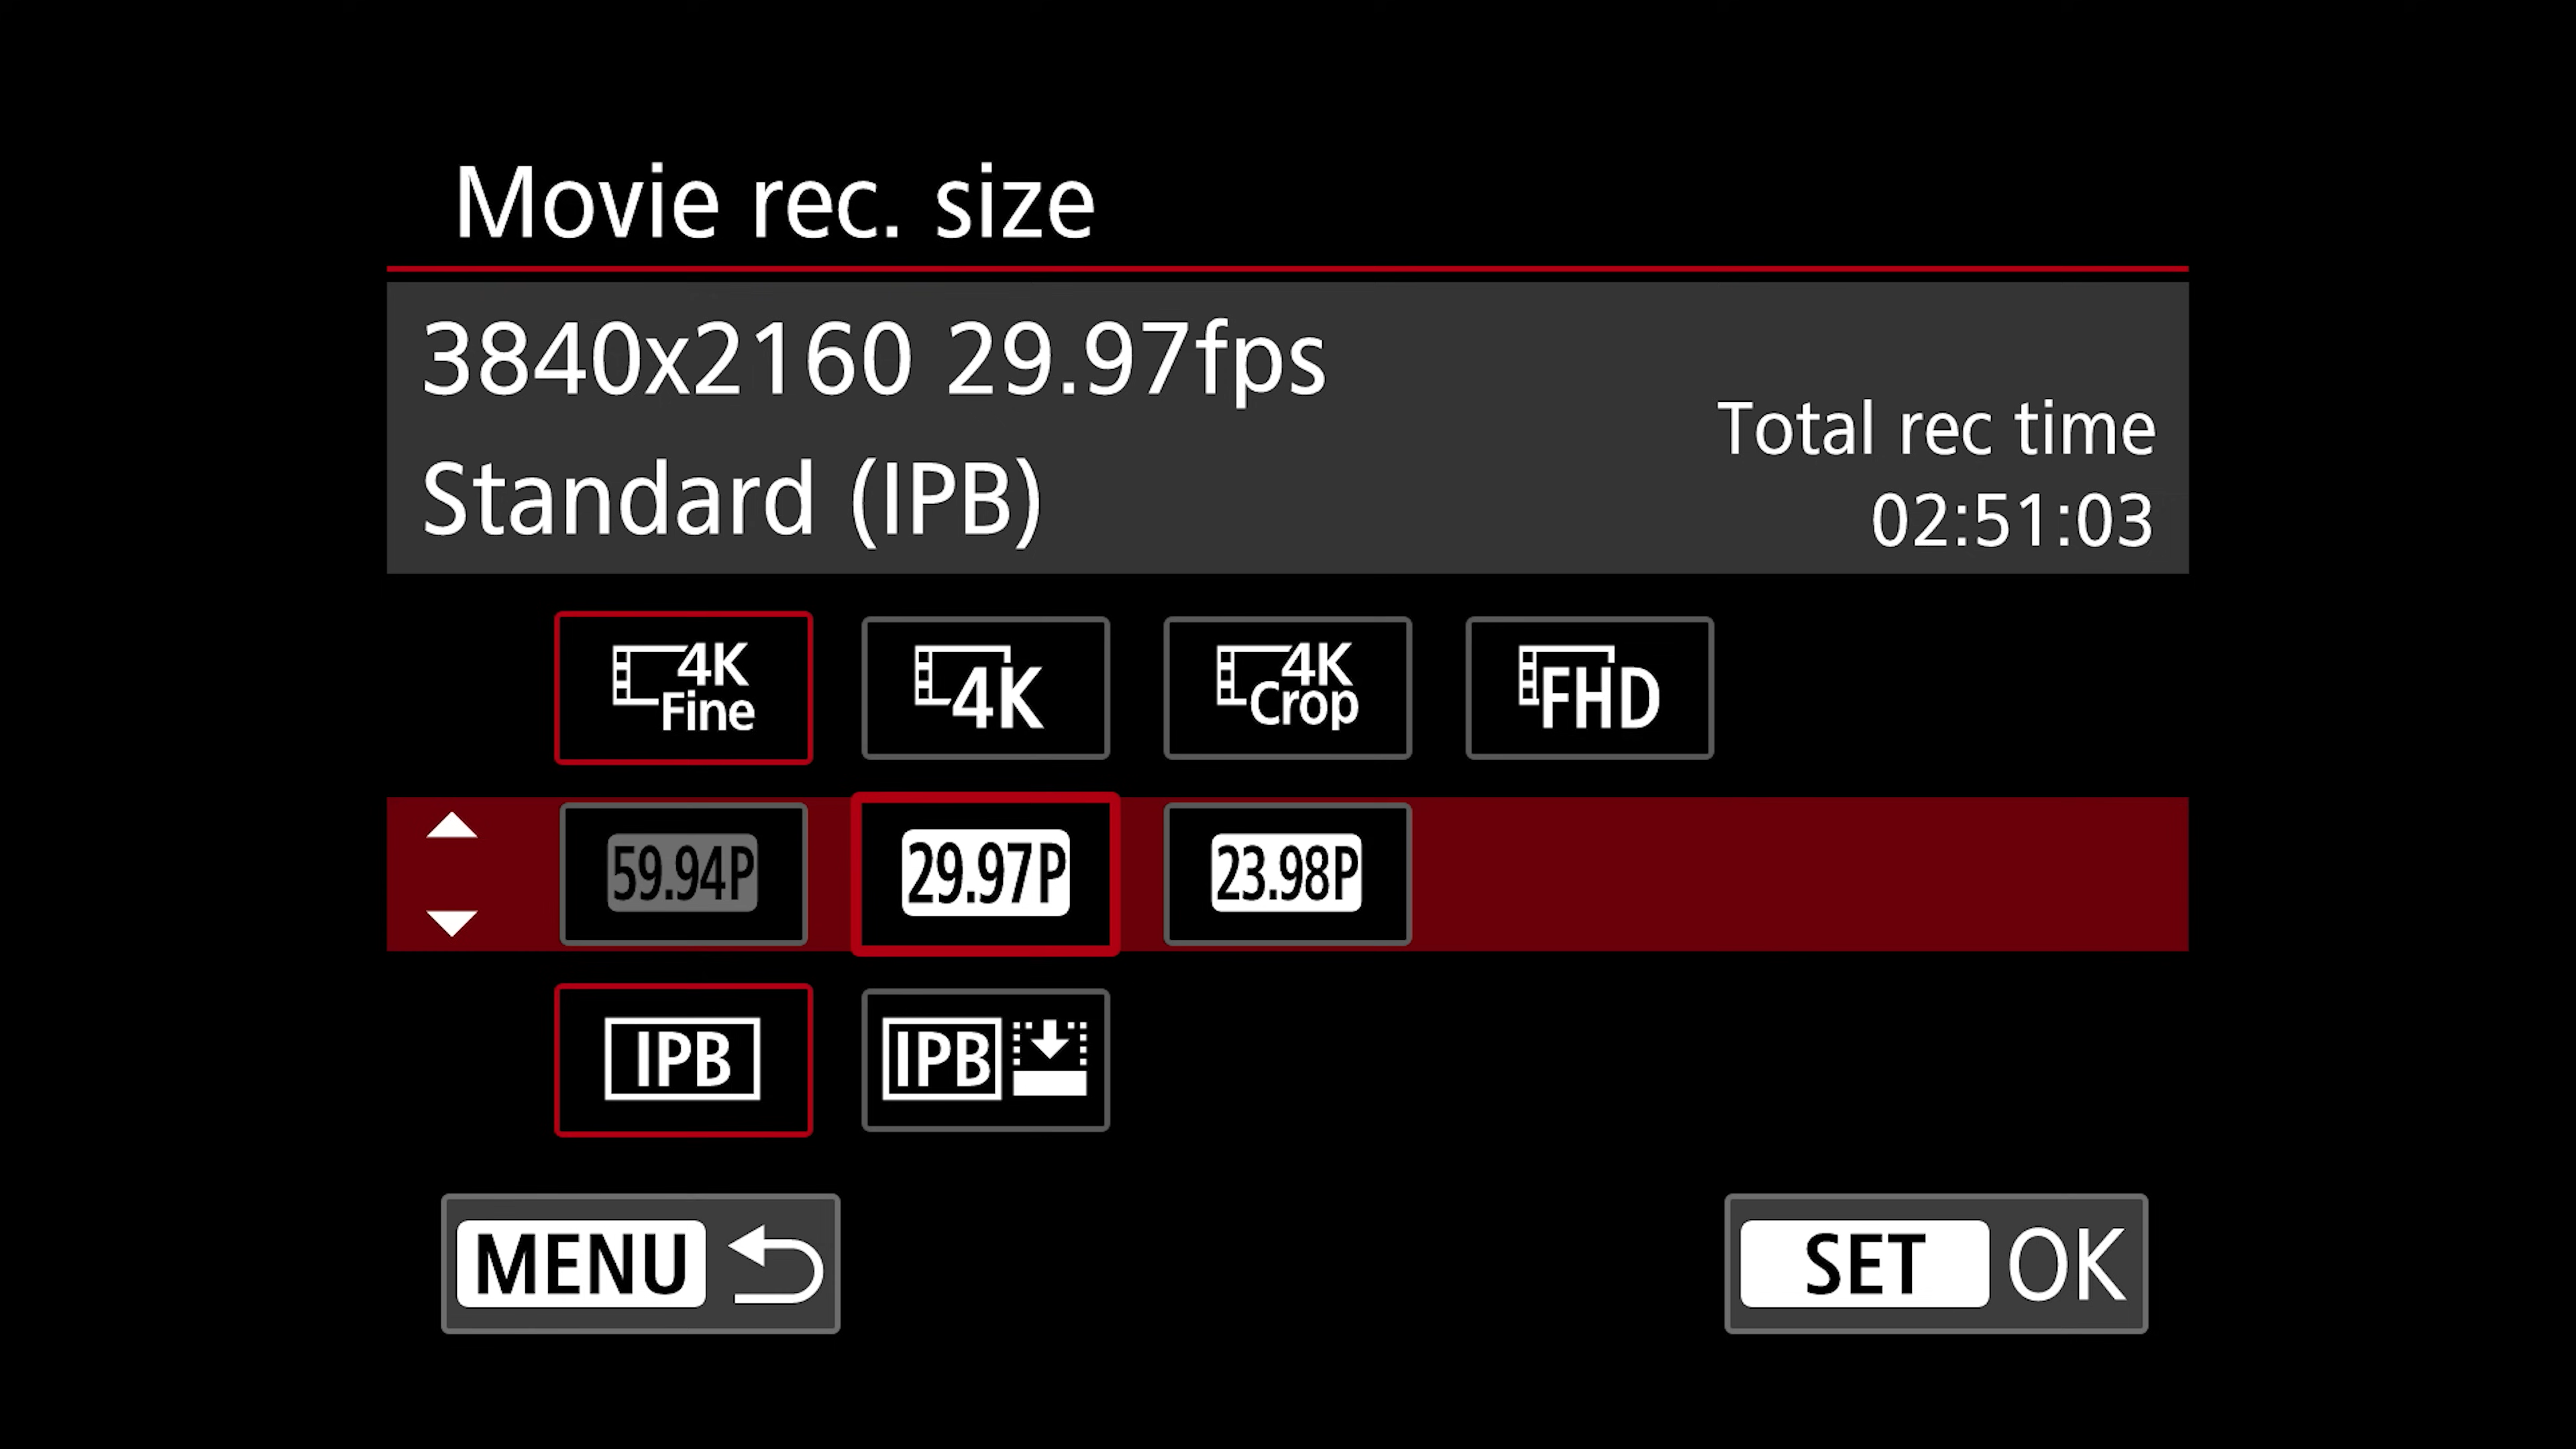 Movie rec. size
3840x2160 29.97fps
Standard (IPB)
Total rec time
02:51:03
4K Fine
4K
4K Crop
FHD
59.94P
29.97P
23.98P
IPB
IPB
MENU
SET OK